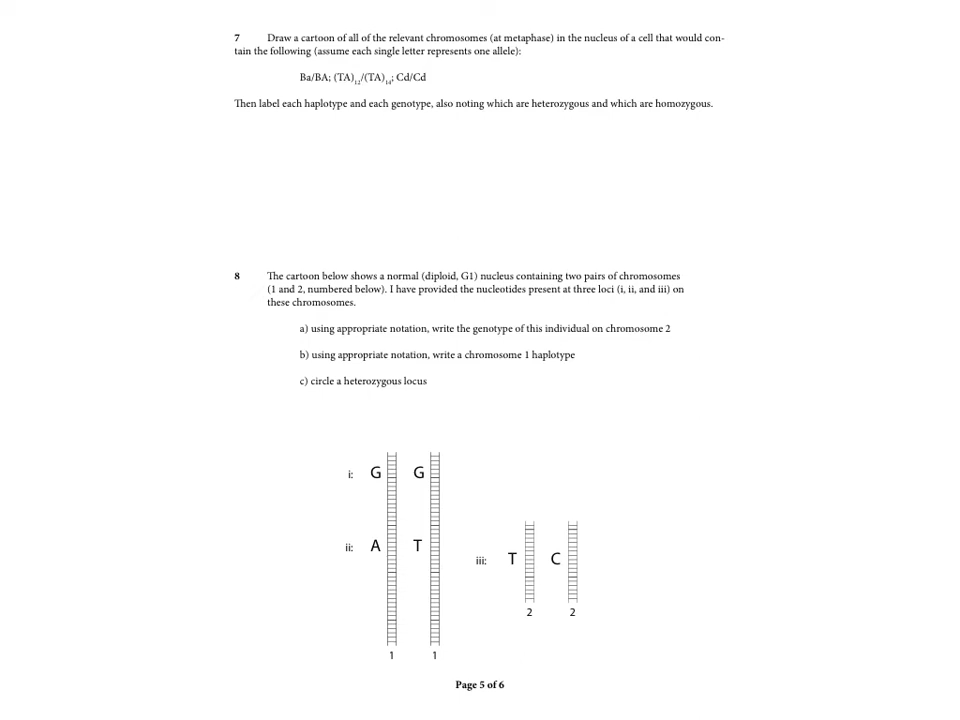 7 Draw a cartoon of all of the relevant chromosomes (at metaphase) in the nucleus of a cell that would con-
tain the following (assume each single letter represents one allele):
Ba/BA; (TA)12/(TA)14; Cd/Cd
Then label each haplotype and each genotype, also noting which are heterozygous and which are homozygous.
8 The cartoon below shows a normal (diploid, G1) nucleus containing two pairs of chromosomes
(1 and 2, numbered below). I have provided the nucleotides present at three loci (i, ii, and iii) on
these chromosomes.
a) using appropriate notation, write the genotype of this individual on chromosome 2
b) using appropriate notation, write a chromosome 1 haplotype
c) circle a heterozygous locus
i: G G
ii: A T
iii: T C
2 2
1 1
Page 5 of 6